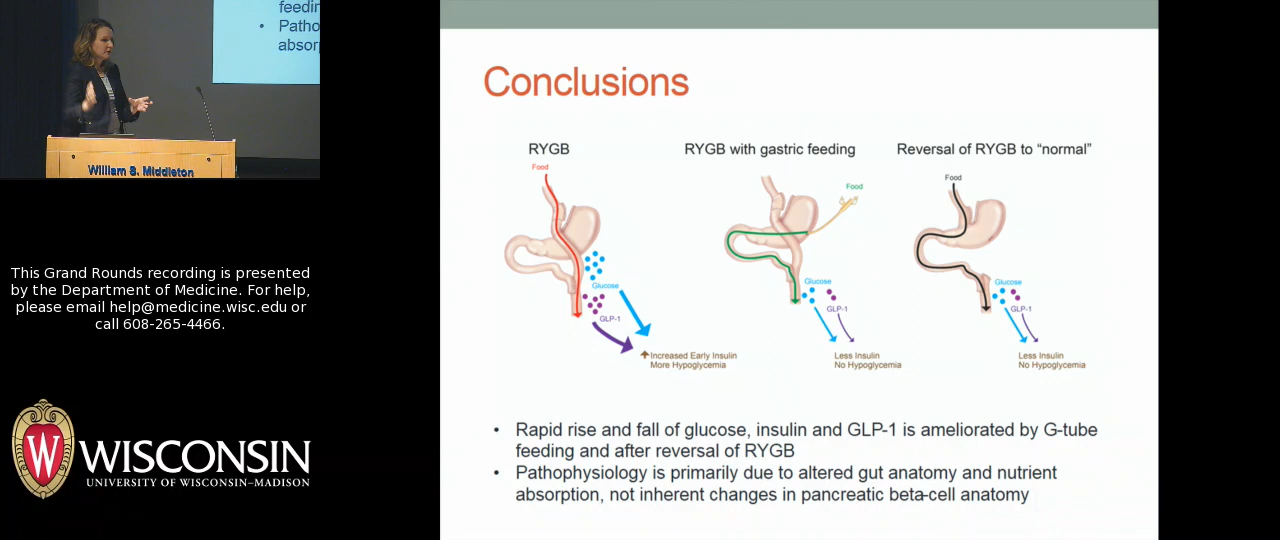 feedin
• Patho
absorp
William S. Middleton
This Grand Rounds recording is presented
by the Department of Medicine. For help,
please email help@medicine.wisc.edu or
call 608-265-4466.
W
WISCONSIN
UNIVERSITY OF WISCONSIN–MADISON
Conclusions
RYGB
Food
Glucose
GLP-1
Increased Early Insulin
More Hypoglycemia
RYGB with gastric feeding
Food
Glucose
GLP-1
Less Insulin
No Hypoglycemia
Reversal of RYGB to “normal”
Food
Glucose
GLP-1
Less Insulin
No Hypoglycemia
• Rapid rise and fall of glucose, insulin and GLP-1 is ameliorated by G-tube
feeding and after reversal of RYGB
• Pathophysiology is primarily due to altered gut anatomy and nutrient
absorption, not inherent changes in pancreatic beta-cell anatomy